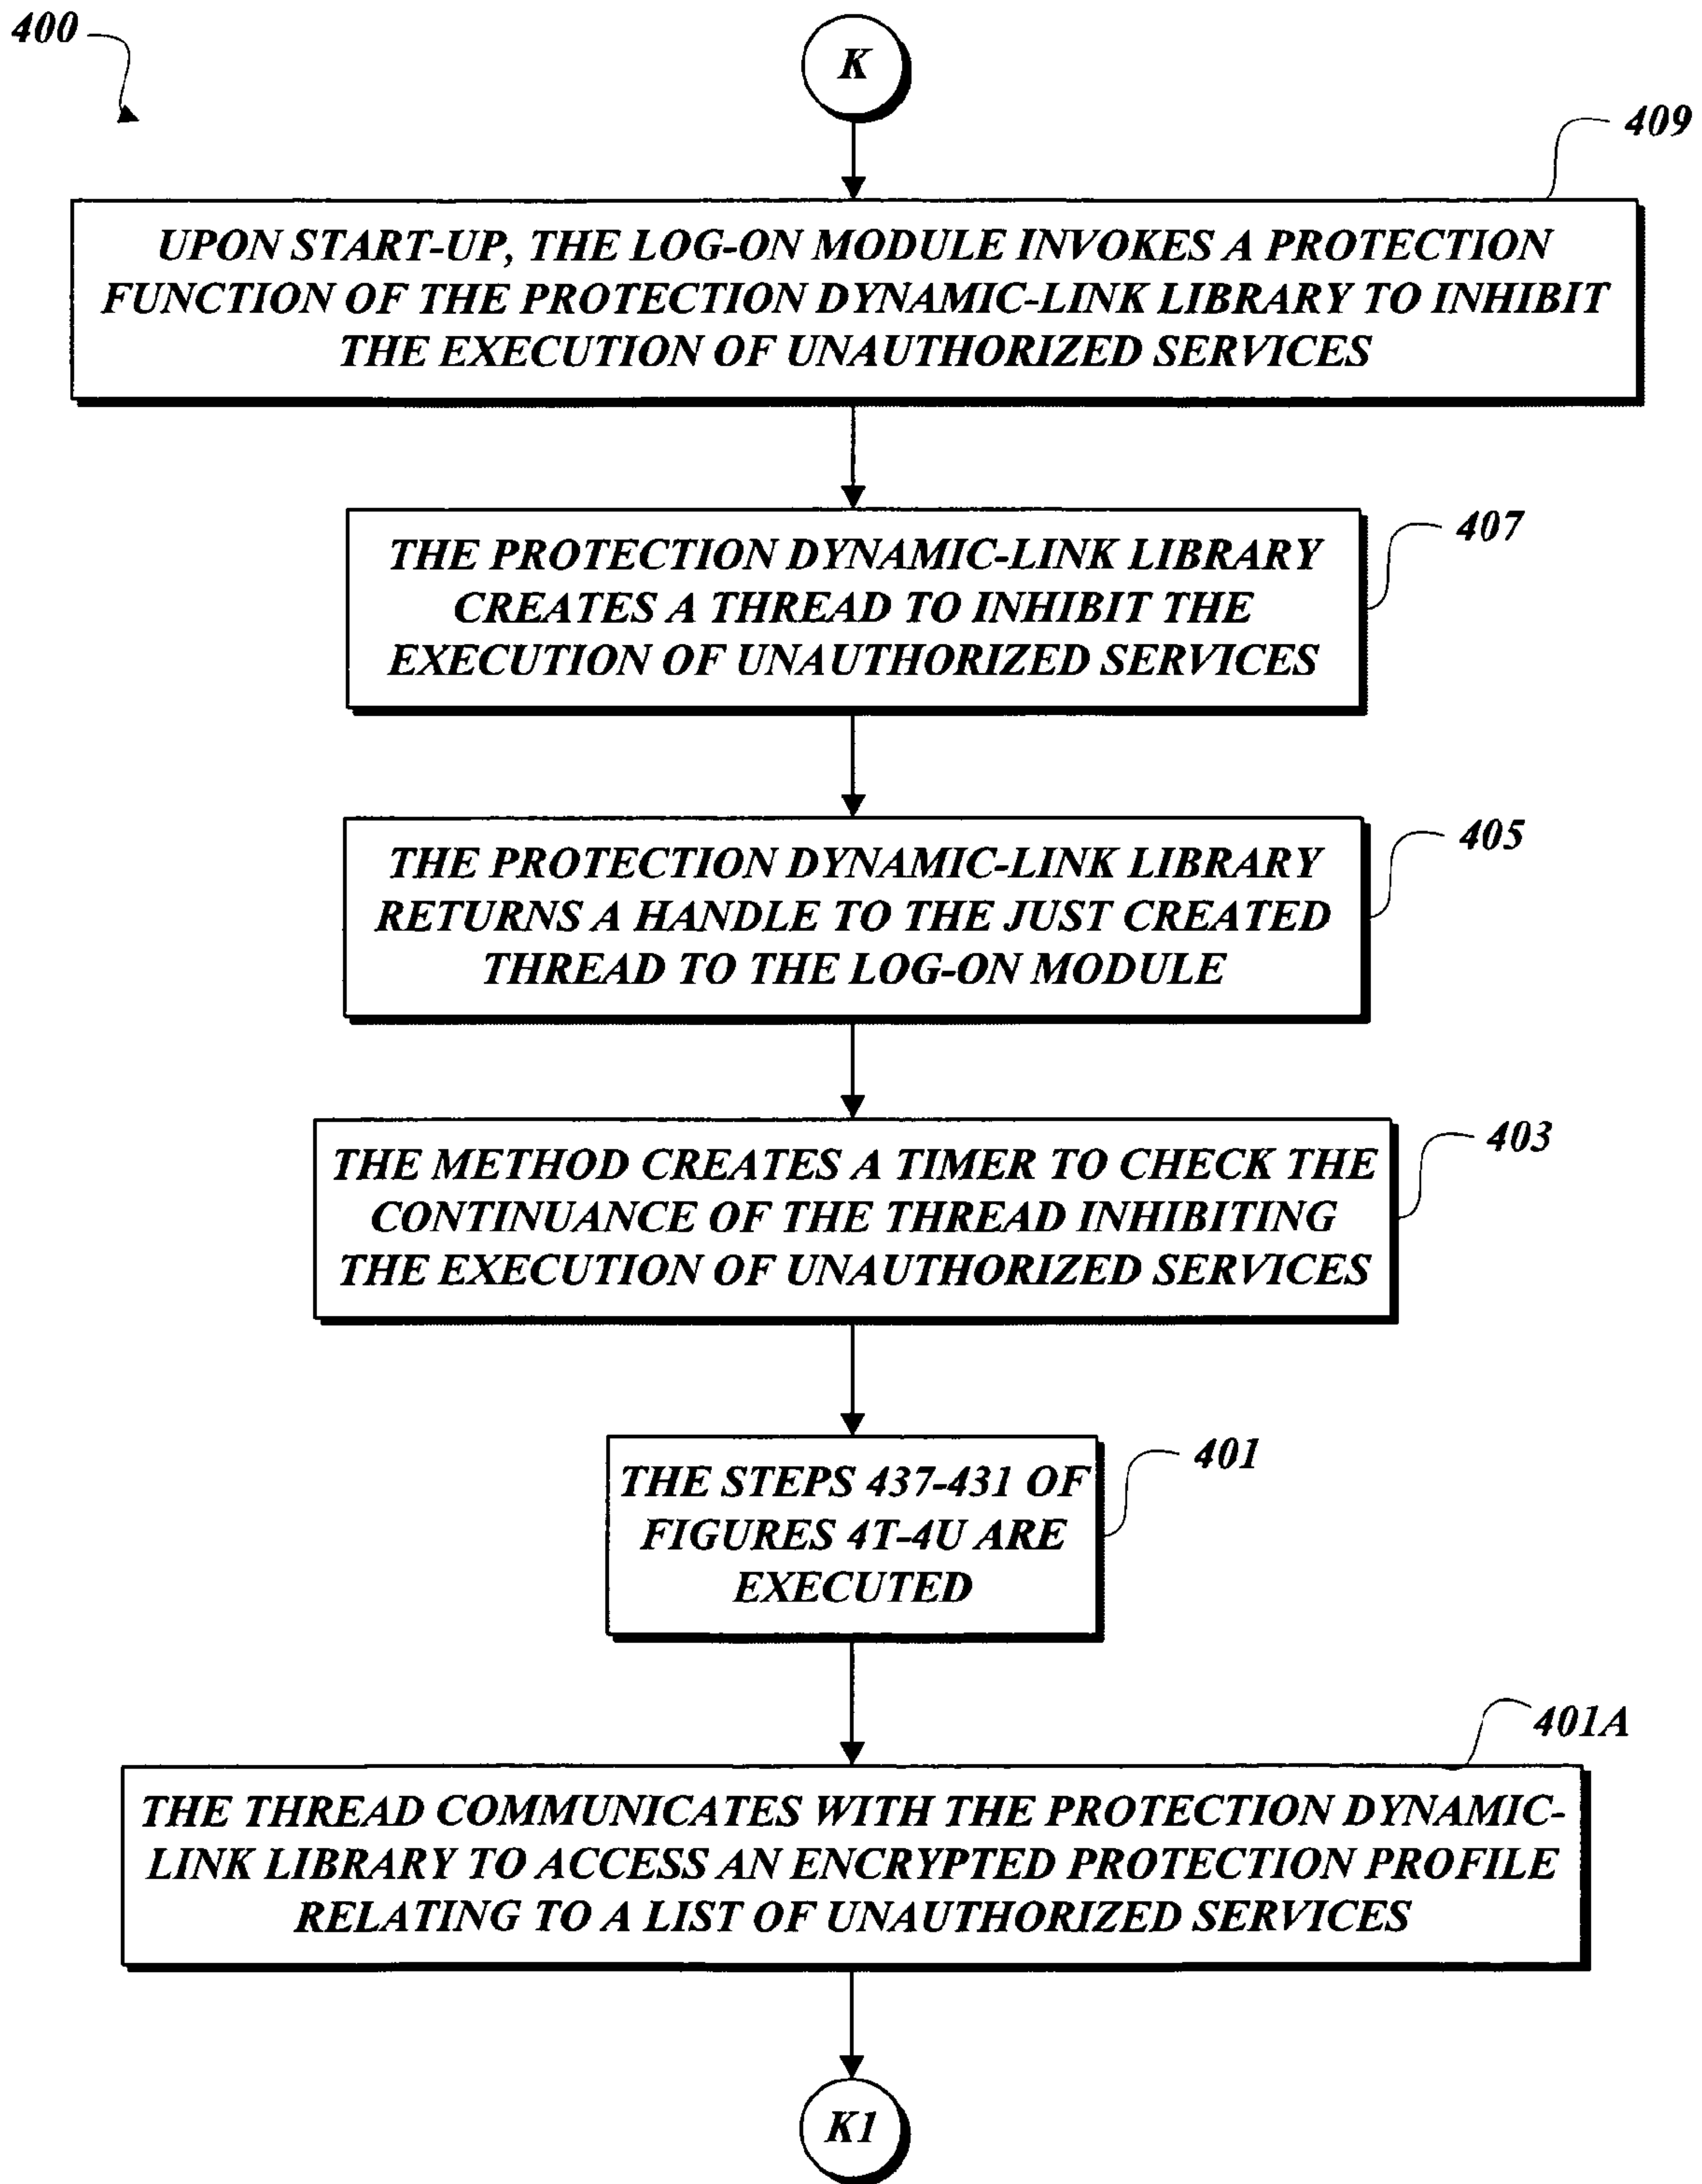 400
K
409
UPON START-UP, THE LOG-ON MODULE INVOKES A PROTECTION
FUNCTION OF THE PROTECTION DYNAMIC-LINK LIBRARY TO INHIBIT
THE EXECUTION OF UNAUTHORIZED SERVICES
407
THE PROTECTION DYNAMIC-LINK LIBRARY
CREATES A THREAD TO INHIBIT THE
EXECUTION OF UNAUTHORIZED SERVICES
405
THE PROTECTION DYNAMIC-LINK LIBRARY
RETURNS A HANDLE TO THE JUST CREATED
THREAD TO THE LOG-ON MODULE
403
THE METHOD CREATES A TIMER TO CHECK THE
CONTINUANCE OF THE THREAD INHIBITING
THE EXECUTION OF UNAUTHORIZED SERVICES
401
THE STEPS 437-431 OF
FIGURES 4T-4U ARE
EXECUTED
401A
THE THREAD COMMUNICATES WITH THE PROTECTION DYNAMIC-
LINK LIBRARY TO ACCESS AN ENCRYPTED PROTECTION PROFILE
RELATING TO A LIST OF UNAUTHORIZED SERVICES
K1